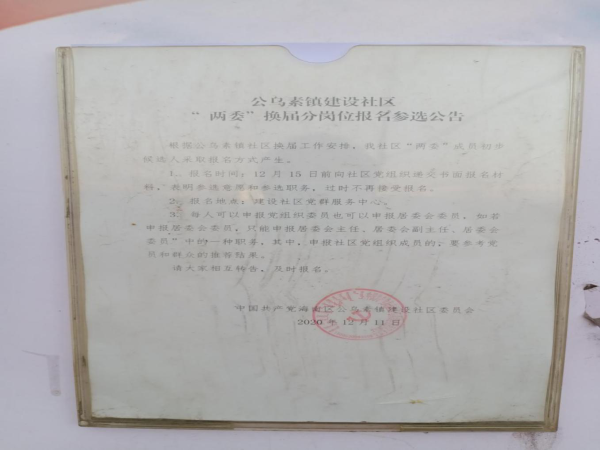 公乌素镇建设社区
“两委”换届分岗位报名参选公告
根据公乌素镇社区换届工作安排，我社区“两委”成员初步
候选人采取报名方式产生。
1、报名时间：12月15日前向社区党组织递交书面报名材
料，表明参选意愿和参选职务，过时不再接受报名。
2、报名地点：建设社区党群服务中心。
3、每人可以申报党组织委员也可以申报居委会委员，如若
申报居委会委员，只能申报居委会主任、居委会副主任、居委会
委员”中的一种职务，其中，申报社区党组织成员的，要参考党
员和群众的推荐结果。
请大家相互转告，及时报名。
中国共产党海南区公乌素镇建设社区委员会
2020年12月11日